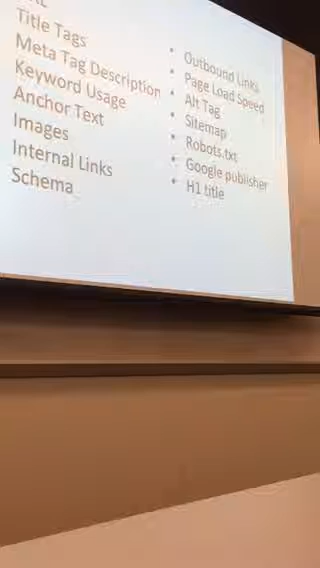 Title Tags
Meta Tag Description
Keyword Usage
Anchor Text
Images
Internal Links
Schema
• Outbound Links
• Page Load Speed
• Alt Tag
• Sitemap
• Robots.txt
• Google publisher
• H1 title